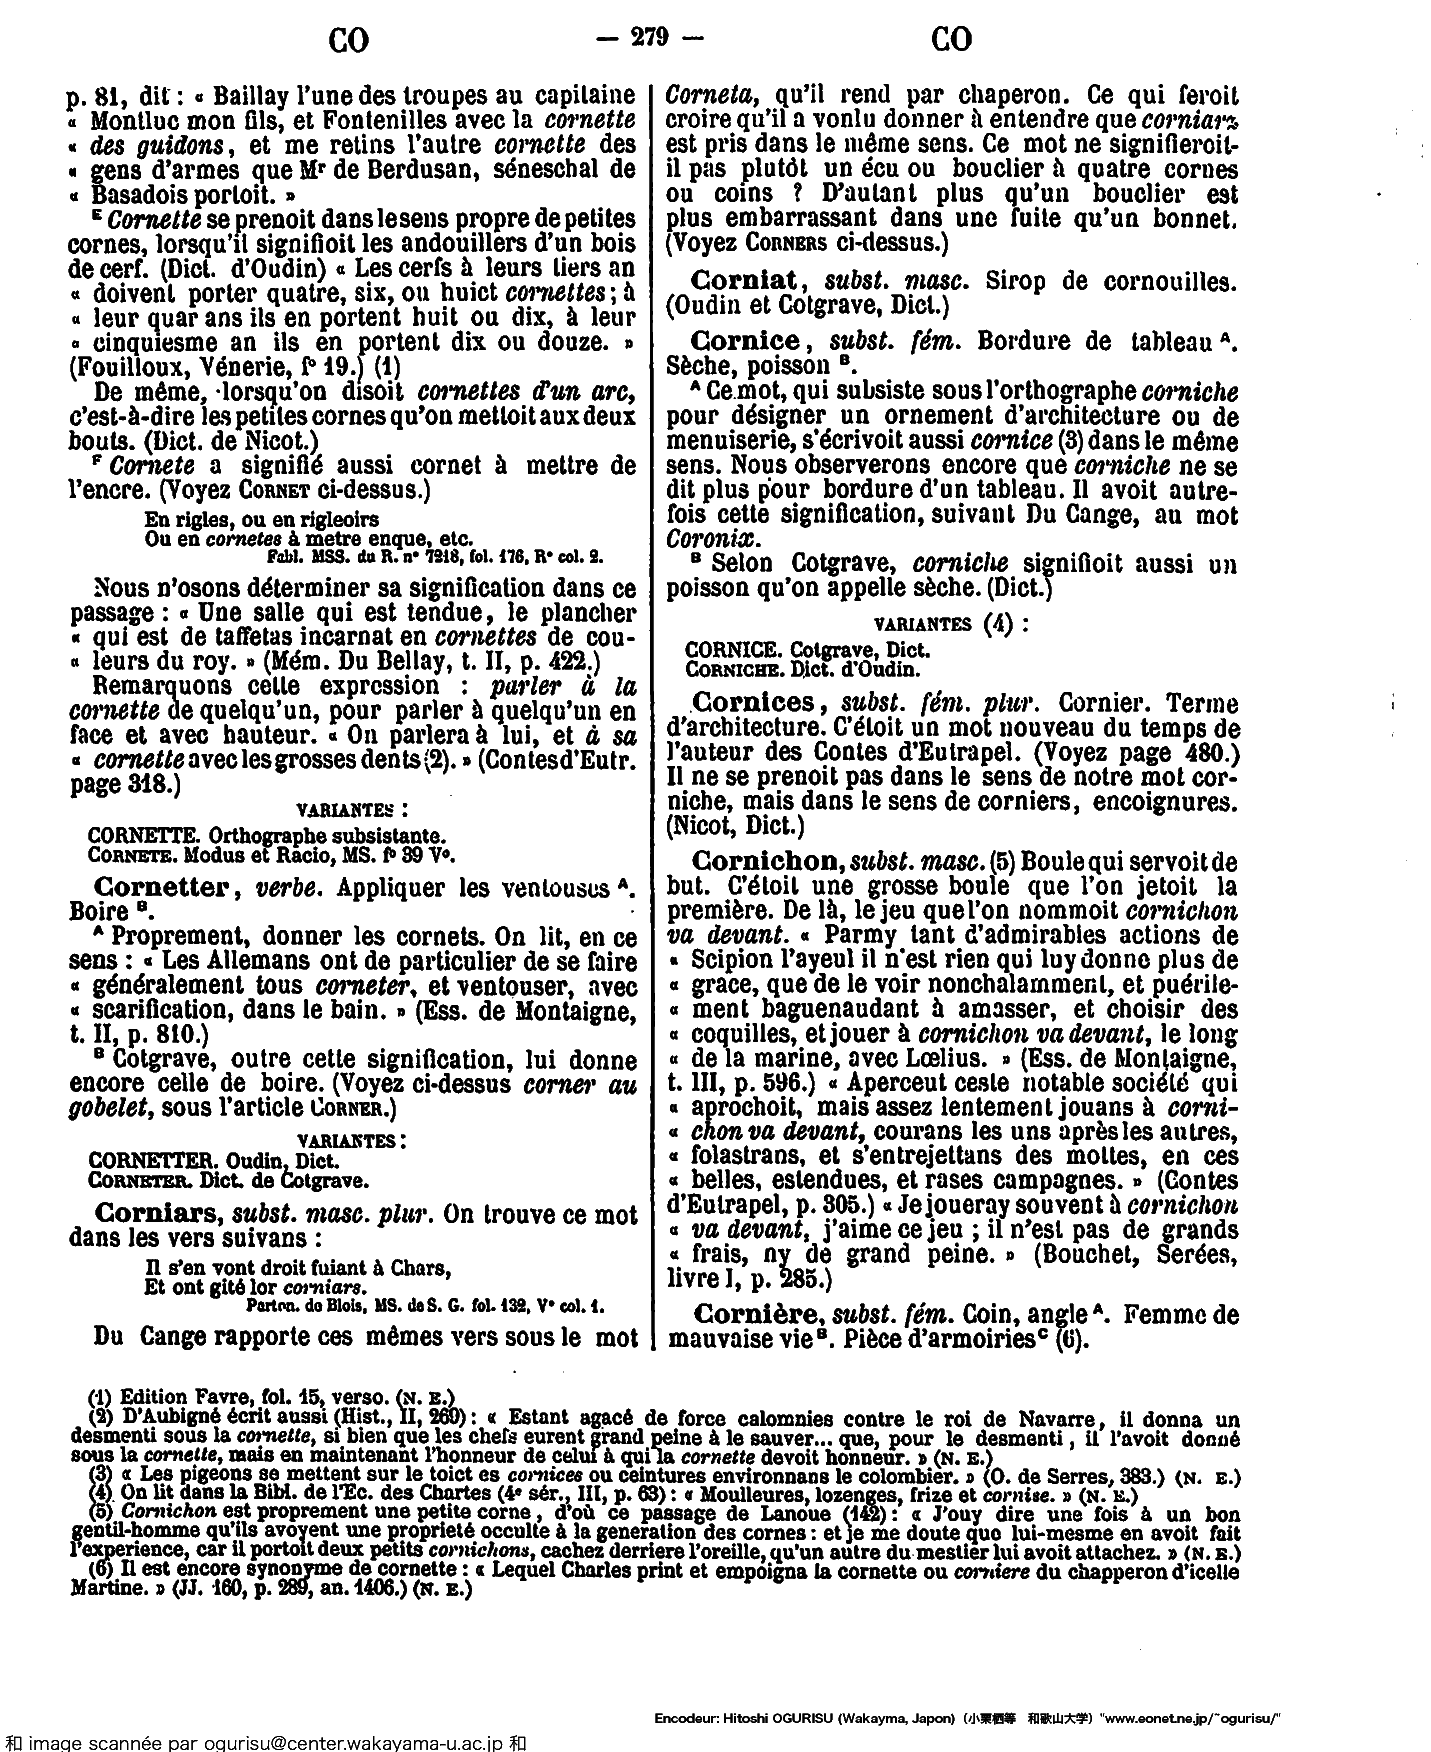 CO — 279 — CO
p. 81, dit : « Baillay l'une des troupes au capitaine
« Montluc mon fils, et Fontenilles avec la cornette
« des guidons, et me retins l'autre cornette des
« gens d'armes que Mr de Berdusan, séneschal de
« Basadois portoit. »
E Cornette se prenoit dans le sens propre de petites
cornes, lorsqu'il signifioit les andouillers d'un bois
de cerf. (Dict. d'Oudin) « Les cerfs à leurs tiers an
« doivent porter quatre, six, ou huict cornettes ; à
« leur quar ans ils en portent huit ou dix, à leur
« cinquiesme an ils en portent dix ou douze. »
(Fouilloux, Vénerie, fo 19.) (1)
De même, lorsqu'on disoit cornettes d'un arc,
c'est-à-dire les petites cornes qu'on mettoit aux deux
bouts. (Dict. de Nicot.)
F Cornete a signifié aussi cornet à mettre de
l'encre. (Voyez CORNET ci-dessus.)
En rigles, ou en rigleoirs
Ou en cornetes à metre enque, etc.
Fabl. MSS. du R. n° 7218, fol. 176, R° col. 2.
Nous n'osons déterminer sa signification dans ce
passage : « Une salle qui est tendue, le plancher
« qui est de taffetas incarnat en cornettes de cou-
« leurs du roy. » (Mém. Du Bellay, t. II, p. 422.)
Remarquons cette expression : parler à la
cornette de quelqu'un, pour parler à quelqu'un en
face et avec hauteur. « On parlera à lui, et à sa
« cornette avec les grosses dents (2). » (Contes d'Eutr.
page 318.)
VARIANTES :
CORNETTE. Orthographe subsistante.
CORNETE. Modus et Racio, MS. fo 39 V°.
Cornetter, verbe. Appliquer les ventouses A.
Boire B.
A Proprement, donner les cornets. On lit, en ce
sens : « Les Allemans ont de particulier de se faire
« généralement tous corneter, et ventouser, avec
« scarification, dans le bain. » (Ess. de Montaigne,
t. II, p. 810.)
B Cotgrave, outre cette signification, lui donne
encore celle de boire. (Voyez ci-dessus corner au
gobelet, sous l'article CORNER.)
VARIANTES :
CORNETTER. Oudin, Dict.
CORNETER. Dict. de Cotgrave.
Corniars, subst. masc. plur. On trouve ce mot
dans les vers suivans :
Il s'en vont droit fuiant à Chars,
Et ont gité lor corniars.
Parton. de Blois, MS. de S. G. fol. 132, V° col. 1.
Du Cange rapporte ces mêmes vers sous le mot
Corneta, qu'il rend par chaperon. Ce qui feroit
croire qu'il a voulu donner à entendre que corniars
est pris dans le même sens. Ce mot ne signifieroit-
il pas plutôt un écu ou bouclier à quatre cornes
ou coins ? D'autant plus qu'un bouclier est
plus embarrassant dans une fuite qu'un bonnet.
(Voyez CORNERS ci-dessus.)
Corniat, subst. masc. Sirop de cornouilles.
(Oudin et Cotgrave, Dict.)
Cornice, subst. fém. Bordure de tableau A.
Sèche, poisson B.
A Ce mot, qui subsiste sous l'orthographe corniche
pour désigner un ornement d'architecture ou de
menuiserie, s'écrivoit aussi cornice (3) dans le même
sens. Nous observerons encore que corniche ne se
dit plus pour bordure d'un tableau. Il avoit autre-
fois cette signification, suivant Du Cange, au mot
Coronix.
B Selon Cotgrave, corniche signifioit aussi un
poisson qu'on appelle sèche. (Dict.)
VARIANTES (4) :
CORNICE. Cotgrave, Dict.
CORNICHE. Dict. d'Oudin.
Cornices, subst. fém. plur. Cornier. Terme
d'architecture. C'étoit un mot nouveau du temps de
l'auteur des Contes d'Eutrapel. (Voyez page 480.)
Il ne se prenoit pas dans le sens de notre mot cor-
niche, mais dans le sens de corniers, encoignures.
(Nicot, Dict.)
Cornichon, subst. masc. (5) Boule qui servoit de
but. C'étoit une grosse boule que l'on jetoit la
première. De là, le jeu que l'on nommoit cornichon
va devant. « Parmy tant d'admirables actions de
« Scipion l'ayeul il n'est rien qui luy donne plus de
« grace, que de le voir nonchalamment, et puérile-
« ment baguenaudant à amasser, et choisir des
« coquilles, et jouer à cornichon va devant, le long
« de la marine, avec Lœlius. » (Ess. de Montaigne,
t. III, p. 596.) « Aperceut ceste notable société qui
« aprochoit, mais assez lentement jouans à corni-
« chon va devant, courans les uns après les autres,
« folastrans, et s'entrejettans des mottes, en ces
« belles, estendues, et rases campagnes. » (Contes
d'Eutrapel, p. 305.) « Je joueray souvent à cornichon
« va devant, j'aime ce jeu ; il n'est pas de grands
« frais, ny de grand peine. » (Bouchet, Serées,
livre I, p. 285.)
Cornière, subst. fém. Coin, angle A. Femme de
mauvaise vie B. Pièce d'armoiries C (6).
(1) Edition Favre, fol. 15, verso. (N. E.)
(2) D'Aubigné écrit aussi (Hist., II, 260) : « Estant agacé de force calomnies contre le roi de Navarre, il donna un
desmenti sous la cornette, si bien que les chefs eurent grand peine à le sauver... que, pour le desmenti, il l'avoit donné
sous la cornette, mais en maintenant l'honneur de celui à qui la cornette devoit honneur. » (N. E.)
(3) « Les pigeons se mettent sur le toict es cornices ou ceintures environnans le colombier. » (O. de Serres, 383.) (N. E.)
(4) On lit dans la Bibl. de l'Ec. des Chartes (4e sér., III, p. 63) : « Moulleures, lozenges, frize et cornise. » (N. E.)
(5) Cornichon est proprement une petite corne, d'où ce passage de Lanoue (142) : « J'ouy dire une fois à un bon
gentil-homme qu'ils avoyent une proprieté occulte à la generation des cornes : et je me doute que lui-mesme en avoit fait
l'experience, car il portoit deux petits cornichons, cachez derriere l'oreille, qu'un autre du mestier lui avoit attachez. » (N. E.)
(6) Il est encore synonyme de cornette : « Lequel Charles print et empoigna la cornette ou corniere du chapperon d'icelle
Martine. » (JJ. 160, p. 289, an. 1406.) (N. E.)
Encodeur: Hitoshi OGURISU (Wakayma, Japon) (小栗栖等 和歌山大学) "www.eonet.ne.jp/~ogurisu/"
和 image scannée par ogurisu@center.wakayama-u.ac.jp 和